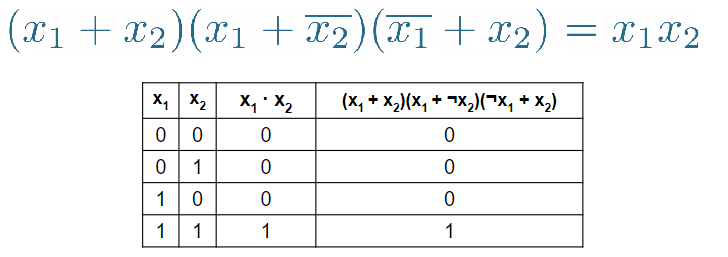 (x₁ + x₂)(x₁ + x̅₂)(x̅₁ + x₂) = x₁x₂
x₁ x₂ x₁ · x₂ (x₁ + x₂)(x₁ + ¬x₂)(¬x₁ + x₂)
0 0 0 0
0 1 0 0
1 0 0 0
1 1 1 1